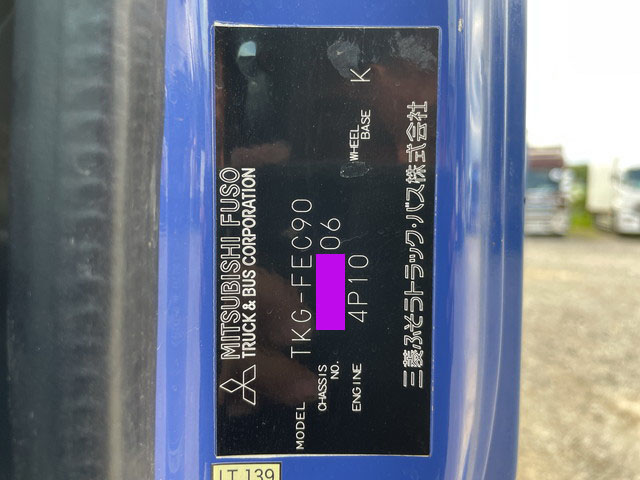 MITSUBISHI FUSO
TRUCK & BUS CORPORATION
MODEL TKG-FEC90
CHASSIS NO. 06
ENGINE 4P10 WHEEL BASE K
三菱ふそうトラック・バス株式会社
LT 139